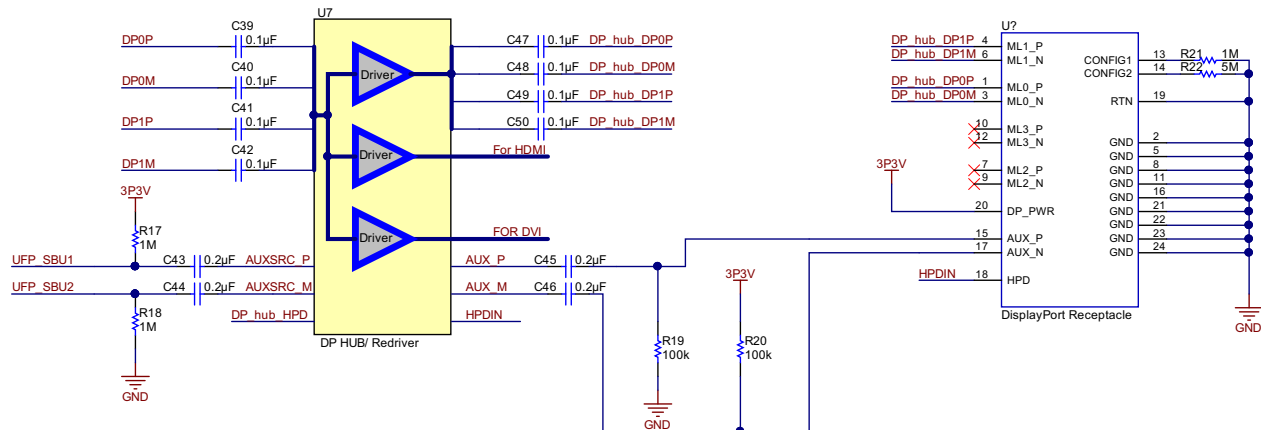 U7
C39
DP0P
0.1µF
C40
DP0M
0.1µF
C41
DP1P
0.1µF
C42
DP1M
0.1µF
3P3V
R17
1M
UFP_SBU1
C43
0.2µF
AUXSRC_P
UFP_SBU2
C44
0.2µF
AUXSRC_M
R18
1M
DP_hub_HPD
GND
Driver
Driver
Driver
For HDMI
FOR DVI
AUX_P
AUX_M
HPDIN
DP HUB/ Redriver
C47
0.1µF
DP_hub_DP0P
C48
0.1µF
DP_hub_DP0M
C49
0.1µF
DP_hub_DP1P
C50
0.1µF
DP_hub_DP1M
C45
0.2µF
C46
0.2µF
R19
100k
GND
3P3V
R20
100k
U?
DP_hub_DP1P 4 ML1_P
DP_hub_DP1M 6 ML1_N
DP_hub_DP0P 1 ML0_P
DP_hub_DP0M 3 ML0_N
10 ML3_P
12 ML3_N
3P3V
7 ML2_P
9 ML2_N
20 DP_PWR
15 AUX_P
17 AUX_N
HPDIN 18 HPD
CONFIG1 13 R21 1M
CONFIG2 14 R22 5M
RTN 19
GND 2
GND 5
GND 8
GND 11
GND 16
GND 21
GND 22
GND 23
GND 24
GND
DisplayPort Receptacle